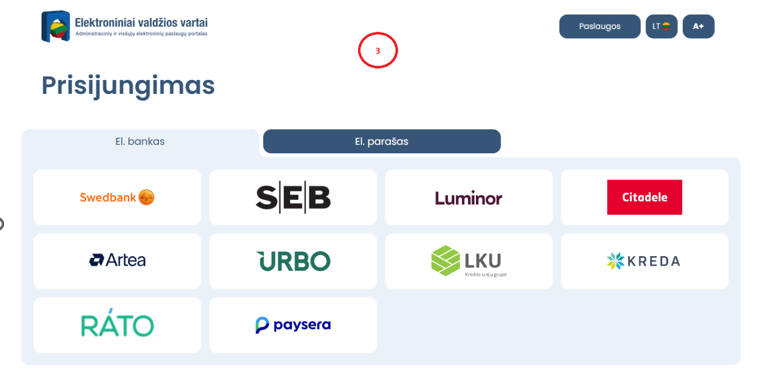 Elektroniniai valdžios vartai
Administracinių ir viešųjų elektroninių paslaugų portalas
Paslaugos
LT
A+
3
Prisijungimas
El. bankas
El. parašas
Swedbank
SEB
Luminor
Citadele
Artea
URBO
LKU
Kredito unijų grupė
KREDA
RÁTO
paysera